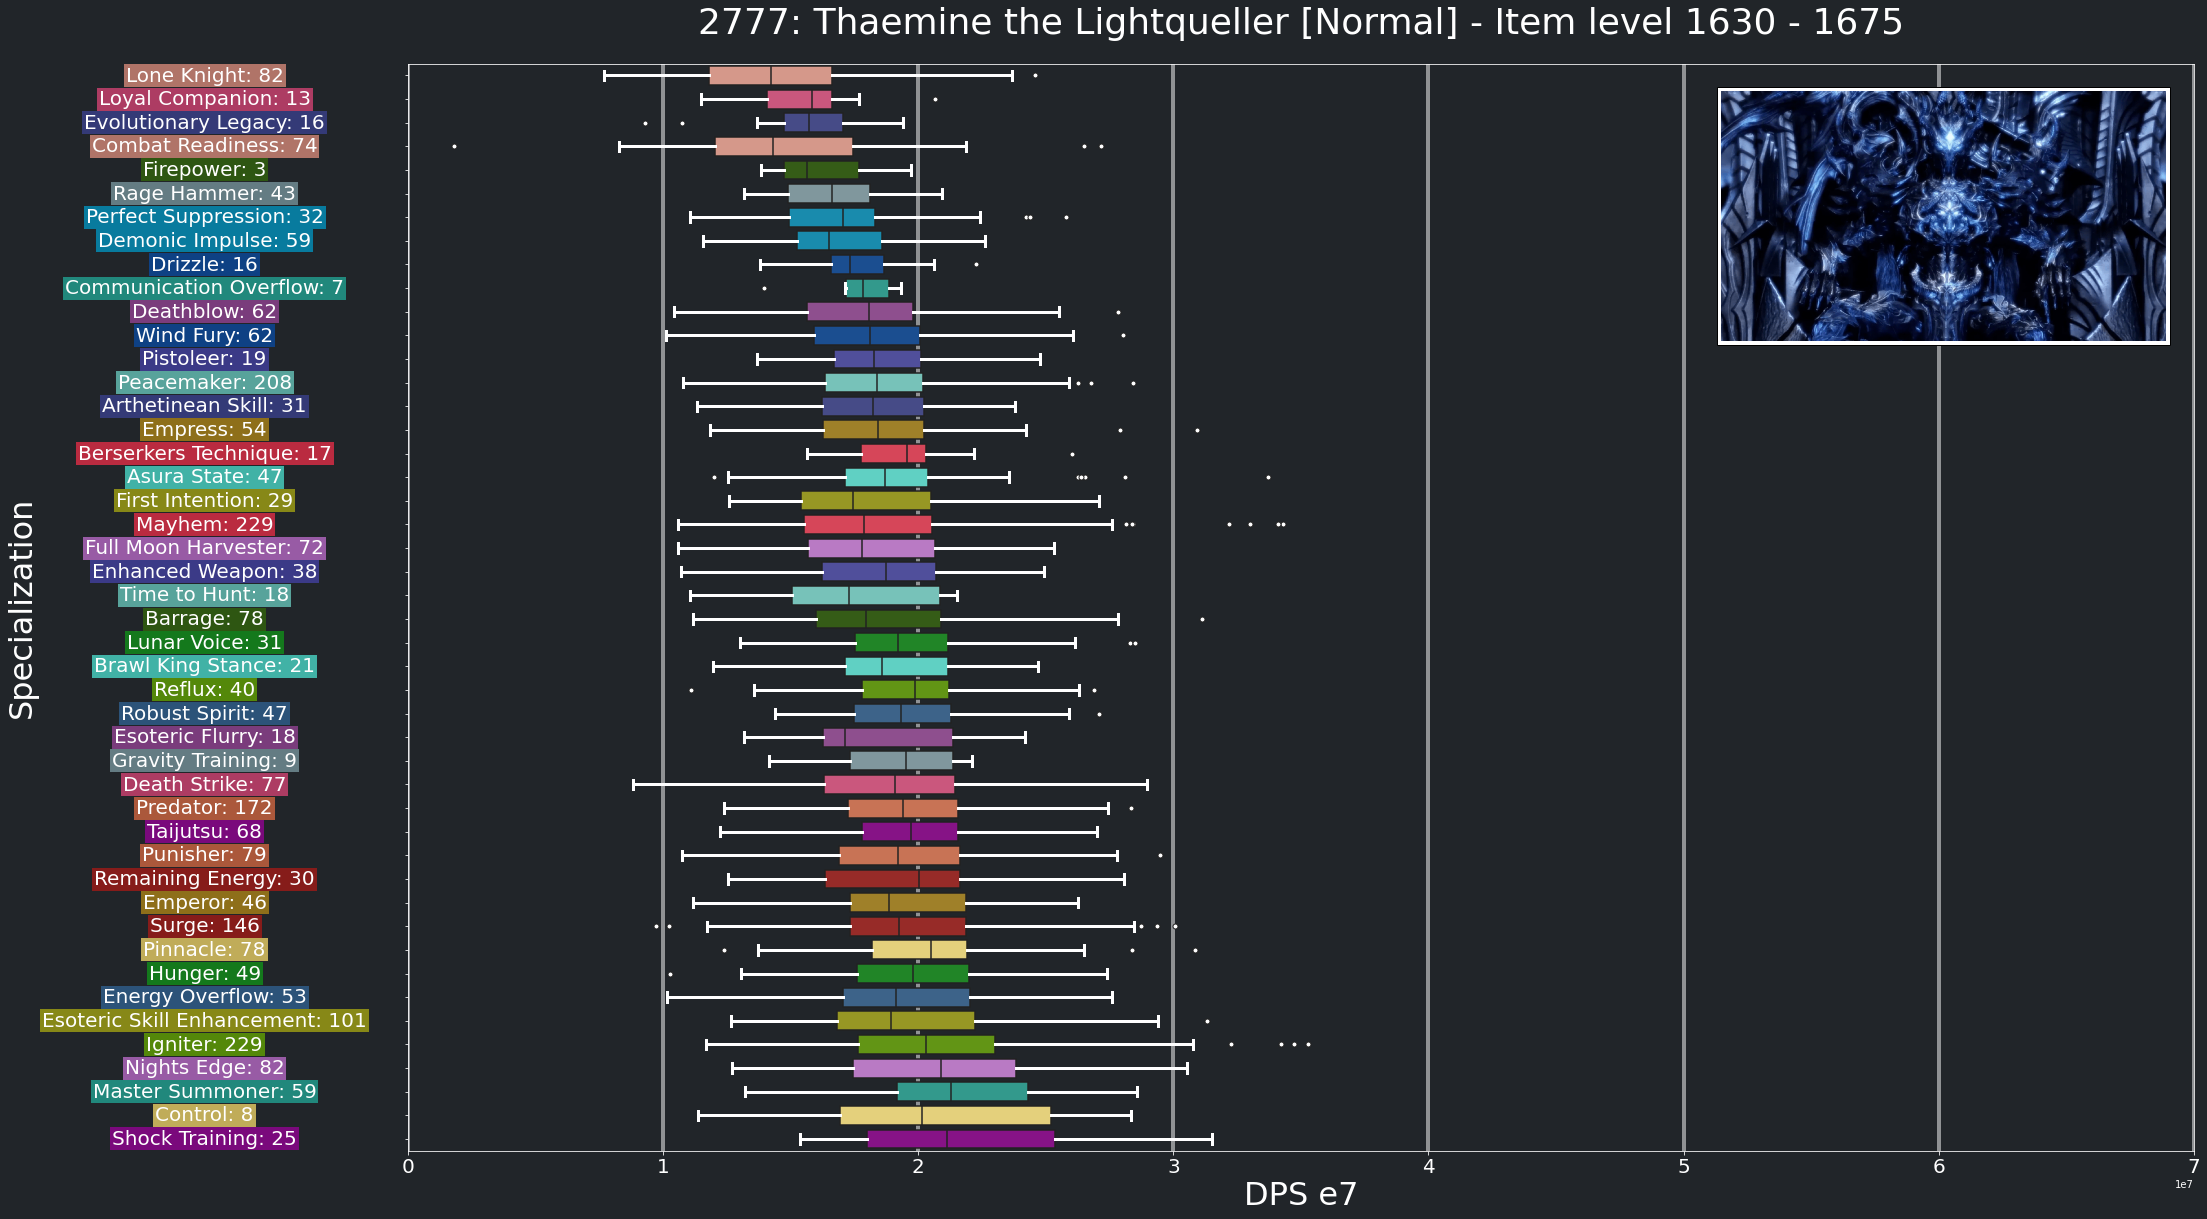 2777: Thaemine the Lightqueller [Normal] - Item level 1630 - 1675
Specialization
Lone Knight: 82
Loyal Companion: 13
Evolutionary Legacy: 16
Combat Readiness: 74
Firepower: 3
Rage Hammer: 43
Perfect Suppression: 32
Demonic Impulse: 59
Drizzle: 16
Communication Overflow: 7
Deathblow: 62
Wind Fury: 62
Pistoleer: 19
Peacemaker: 208
Arthetinean Skill: 31
Empress: 54
Berserkers Technique: 17
Asura State: 47
First Intention: 29
Mayhem: 229
Full Moon Harvester: 72
Enhanced Weapon: 38
Time to Hunt: 18
Barrage: 78
Lunar Voice: 31
Brawl King Stance: 21
Reflux: 40
Robust Spirit: 47
Esoteric Flurry: 18
Gravity Training: 9
Death Strike: 77
Predator: 172
Taijutsu: 68
Punisher: 79
Remaining Energy: 30
Emperor: 46
Surge: 146
Pinnacle: 78
Hunger: 49
Energy Overflow: 53
Esoteric Skill Enhancement: 101
Igniter: 229
Nights Edge: 82
Master Summoner: 59
Control: 8
Shock Training: 25
0 1 2 3 4 5 6 7
1e7
DPS e7